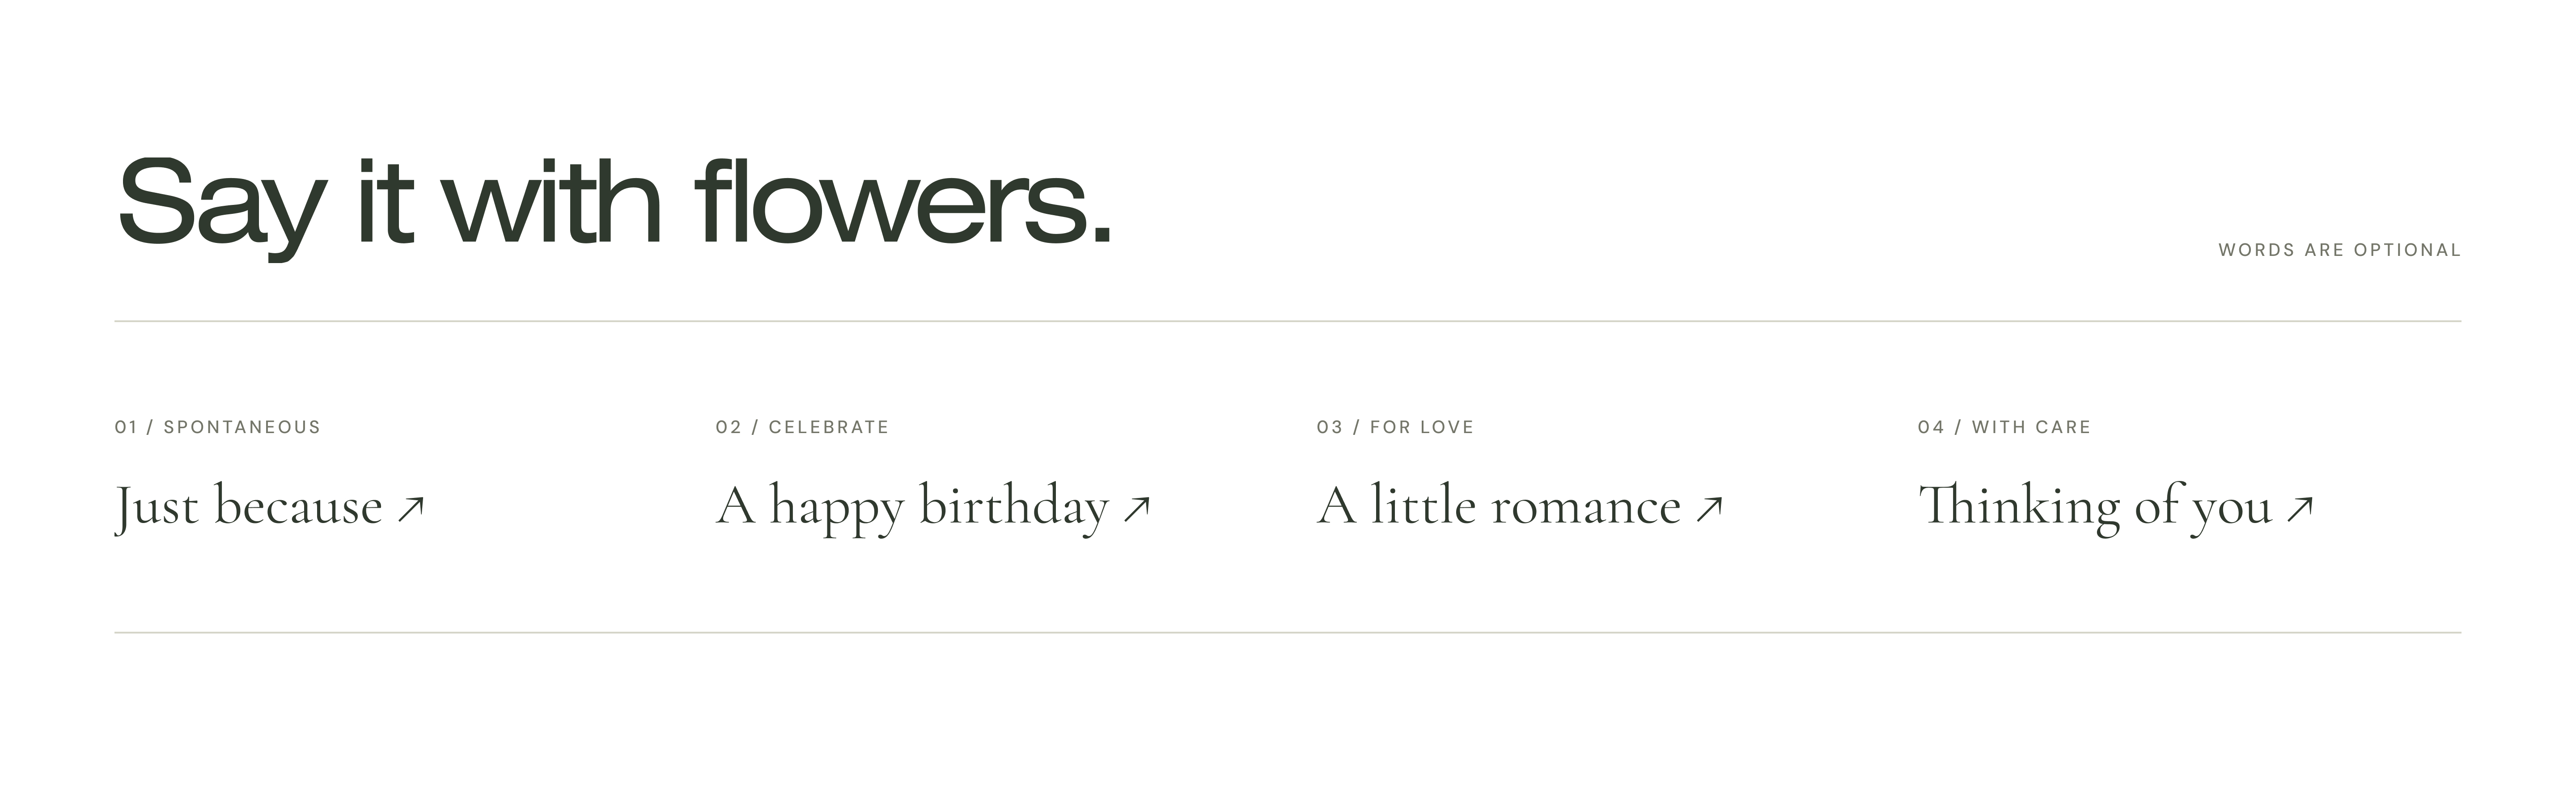 Say it with flowers.
WORDS ARE OPTIONAL
01 / SPONTANEOUS
Just because ↗
02 / CELEBRATE
A happy birthday ↗
03 / FOR LOVE
A little romance ↗
04 / WITH CARE
Thinking of you ↗